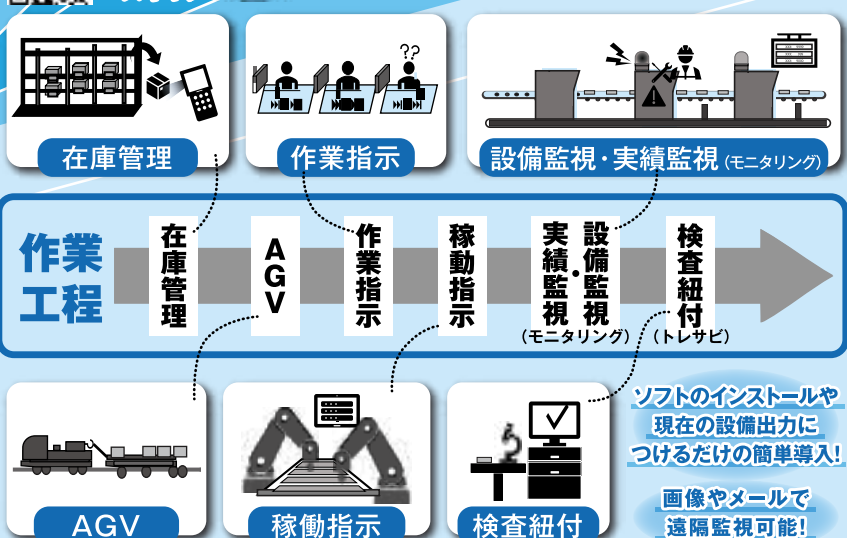 ??
在庫管理
作業指示
設備監視・実績監視(モニタリング)
作業
工程
在庫管理
AGV
作業指示
稼動指示
設備監視・
実績監視
(モニタリング)
検査紐付
(トレサビ)
AGV
稼働指示
検査紐付
ソフトのインストールや
現在の設備出力に
つけるだけの簡単導入!
画像やメールで
遠隔監視可能!